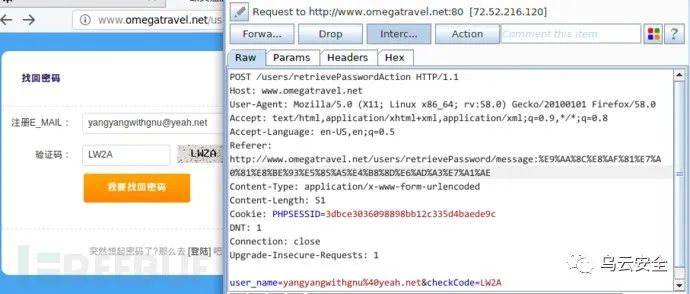 www.omegatravel.net/us
找回密码
注册E_MAIL：
yangyangwithgnu@yeah.net
验证码：
LW2A
LW2A
我要找回密码
突然想起密码了?那么去 [登陆] 吧
REEBUF
Request to http://www.omegatravel.net:80 [72.52.216.120]
Forwa...
Drop
Interc...
Action
Comment this item
Raw
Params
Headers
Hex
POST /users/retrievePasswordAction HTTP/1.1
Host: www.omegatravel.net
User-Agent: Mozilla/5.0 (X11; Linux x86_64; rv:58.0) Gecko/20100101 Firefox/58.0
Accept: text/html,application/xhtml+xml,application/xml;q=0.9,*/*;q=0.8
Accept-Language: en-US,en;q=0.5
Referer:
http://www.omegatravel.net/users/retrievePassword/message:%E9%AA%8C%E8%AF%81%E7%A
0%81%E8%BE%93%E5%85%A5%E4%B8%8D%E6%AD%A3%E7%A1%AE
Content-Type: application/x-www-form-urlencoded
Content-Length: 51
Cookie: PHPSESSID=3dbce3036098898bb12c335d4baede9c
DNT: 1
Connection: close
Upgrade-Insecure-Requests: 1
user_name=yangyangwithgnu%40yeah.net&checkCode=LW2A
乌云安全